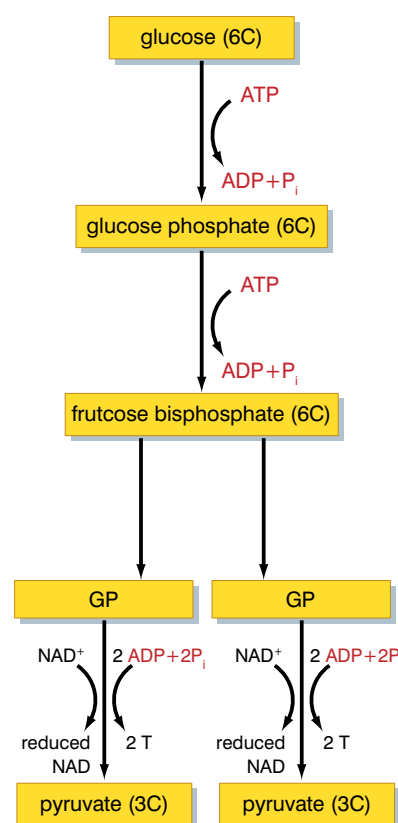 glucose (6C)
ATP
ADP+Pi
glucose phosphate (6C)
ATP
ADP+Pi
frutcose bisphosphate (6C)
GP
GP
NAD+
2 ADP+2Pi
NAD+
2 ADP+2P
reduced
NAD
2 T
reduced
NAD
2 T
pyruvate (3C)
pyruvate (3C)